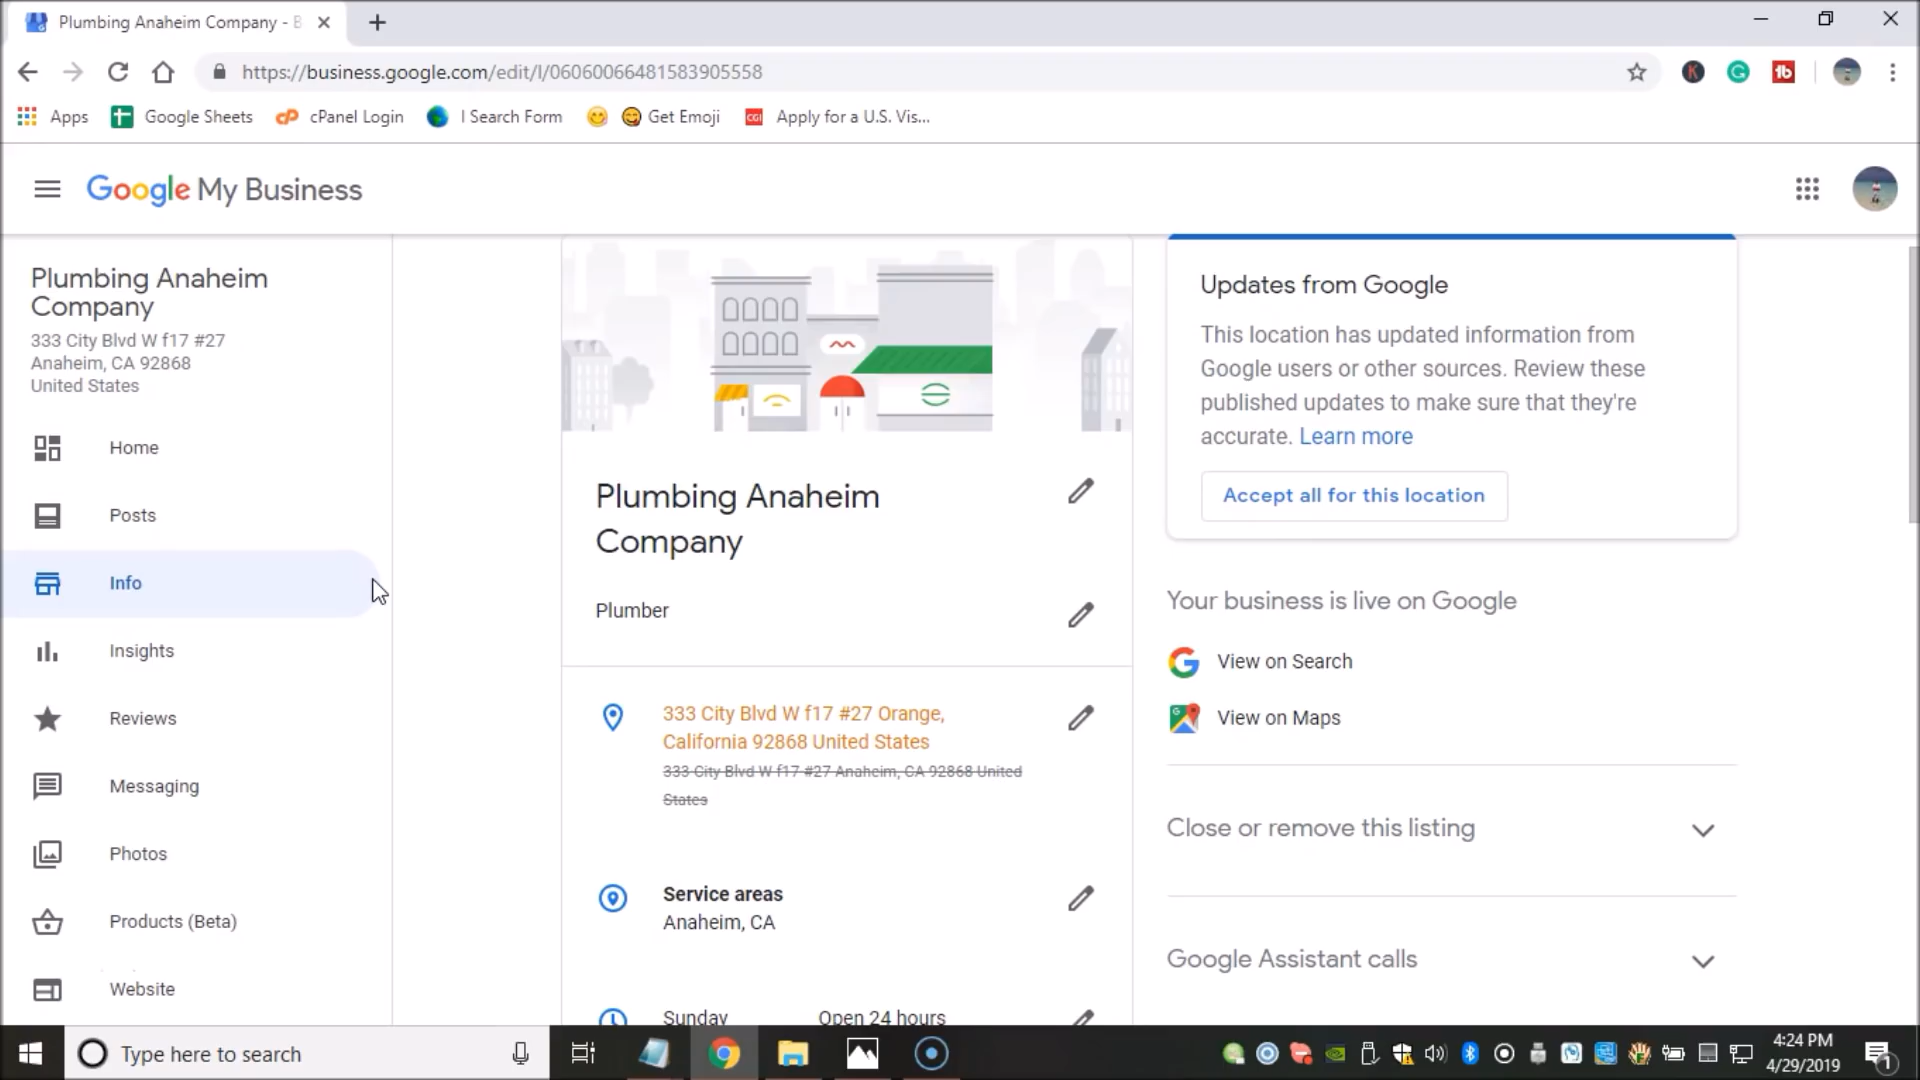 Plumbing Anaheim Company - B
https://business.google.com/edit/l/06060066481583905558
Apps
Google Sheets
cPanel Login
I Search Form
Get Emoji
CGI
Apply for a U.S. Vis...
Google My Business
Plumbing Anaheim
Company
333 City Blvd W f17 #27
Anaheim, CA 92868
United States
Home
Posts
Info
Insights
Reviews
Messaging
Photos
Products (Beta)
Website
Plumbing Anaheim
Company
Plumber
333 City Blvd W f17 #27 Orange,
California 92868 United States
333 City Blvd W f17 #27 Anaheim, CA 92868 United
States
Service areas
Anaheim, CA
Sunday Open 24 hours
Updates from Google
This location has updated information from
Google users or other sources. Review these
published updates to make sure that they're
accurate. Learn more
Accept all for this location
Your business is live on Google
View on Search
View on Maps
Close or remove this listing
Google Assistant calls
Type here to search
4:24 PM
4/29/2019
1